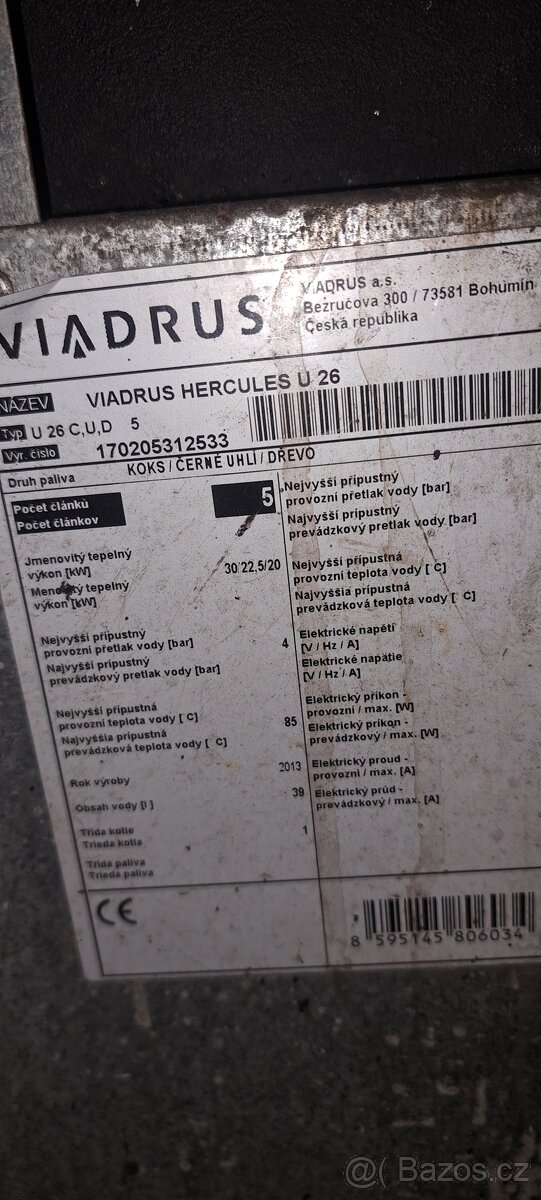 VIADRUS
VIADRUS a.s.
Bezručova 300 / 73581 Bohumín
Česká republika
NÁZEV VIADRUS HERCULES U 26
Typ U 26 C,U,D 5
Výr. číslo 170205312533
Druh paliva KOKS / ČERNÉ UHLÍ / DŘEVO
Počet článků
Počet článkov
5
Jmenovitý tepelný
výkon [kW]
Menovitý tepelný
výkon [kW]
30/22,5/20
Nejvyšší přípustný
provozní přetlak vody [bar]
Najvyšší prípustný
prevádzkový pretlak vody [bar]
4
Nejvyšší přípustná
provozní teplota vody [°C]
Najvyššia prípustná
prevádzková teplota vody [°C]
85
Rok výroby 2013
Obsah vody [l] 39
Třída kotle
Trieda kotla
1
Třída paliva
Trieda paliva
Nejvyšší přípustný
provozní přetlak vody [bar]
Najvyšší prípustný
prevádzkový pretlak vody [bar]
Nejvyšší přípustná
provozní teplota vody [°C]
Najvyššia prípustná
prevádzková teplota vody [°C]
Elektrické napětí
[V / Hz / A]
Elektrické napätie
[V / Hz / A]
Elektrický příkon -
provozní / max. [W]
Elektrický príkon -
prevádzkový / max. [W]
Elektrický proud -
provozní / max. [A]
Elektrický prúd -
prevádzkový / max. [A]
CE
8 595145 806034
@ Bazoš.cz